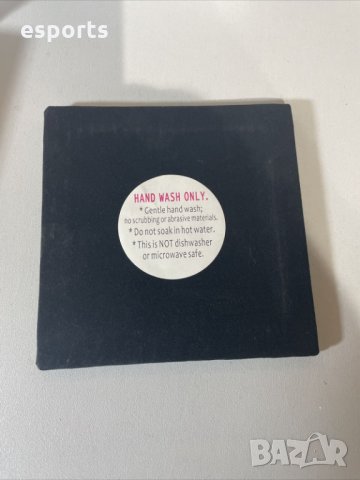 esports
HAND WASH ONLY.
* Gentle hand wash;
no scrubbing or abrasive materials.
* Do not soak in hot water.
* This is NOT dishwasher
or microwave safe.
BAZAR